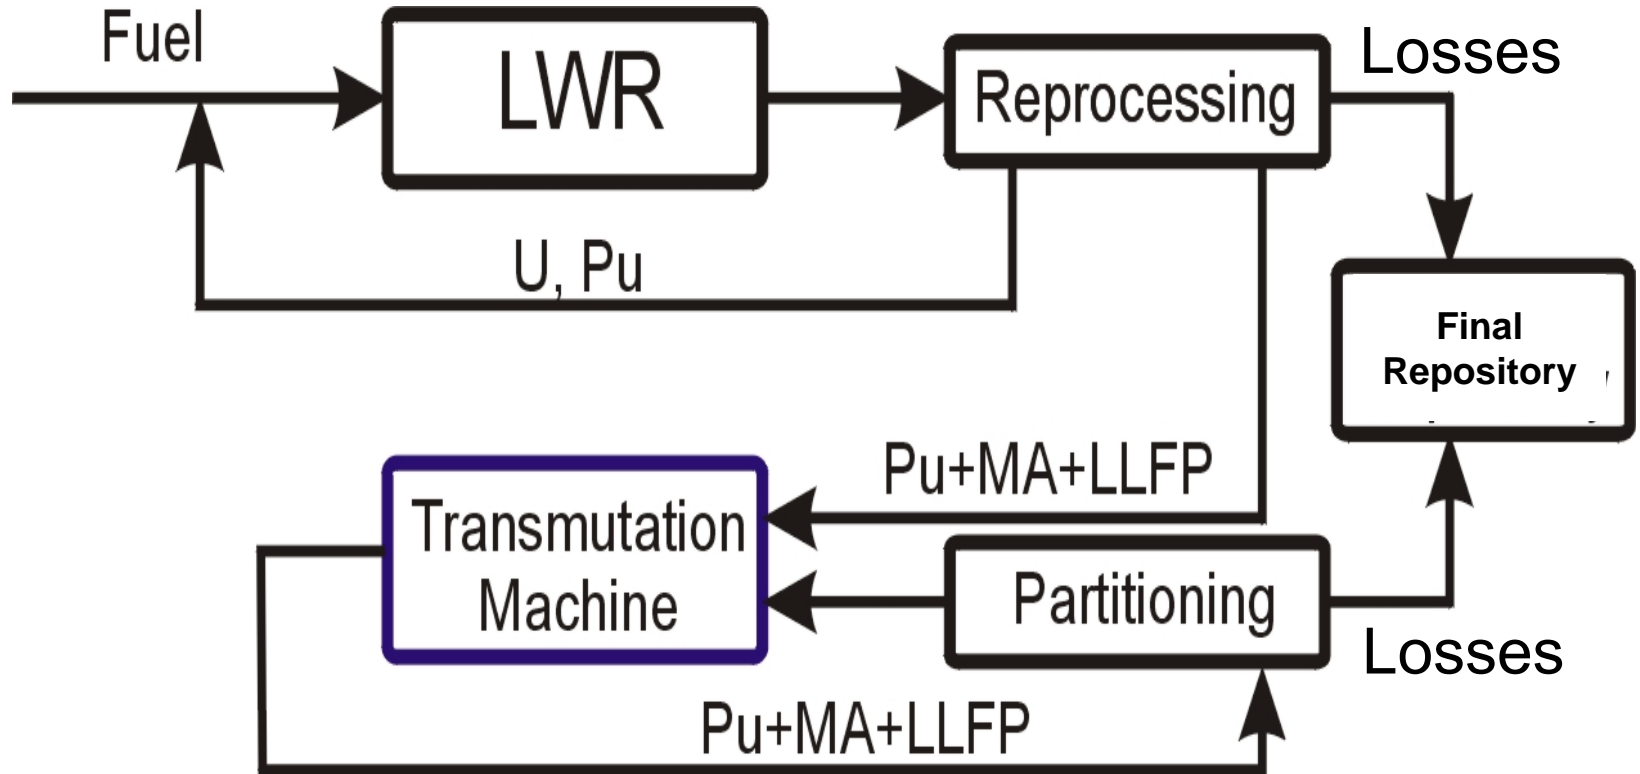 Fuel
LWR
Reprocessing
Losses
U, Pu
Final
Repository
Pu+MA+LLFP
Transmutation
Machine
Partitioning
Losses
Pu+MA+LLFP